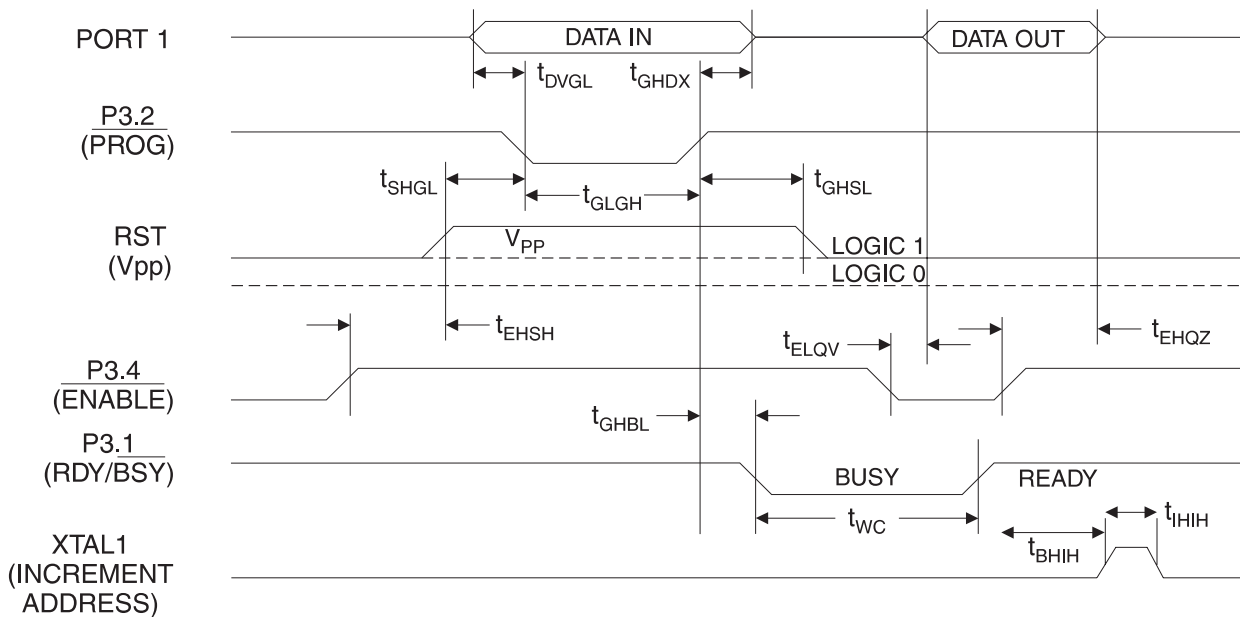 PORT 1
DATA IN
DATA OUT
tDVGL
tGHDX
P3.2
(PROG)
tSHGL
tGLGH
tGHSL
RST
(Vpp)
VPP
LOGIC 1
LOGIC 0
tEHSH
tELQV
tEHQZ
P3.4
(ENABLE)
tGHBL
P3.1
(RDY/BSY)
BUSY
READY
tWC
tIHIH
tBHIH
XTAL1
(INCREMENT
ADDRESS)